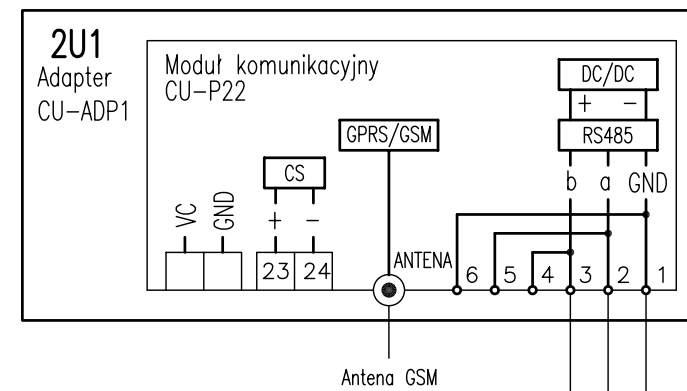 2U1
Adapter
CU-ADP1
Moduł komunikacyjny
CU-P22
DC/DC
+ -
GPRS/GSM
RS485
CS
b a GND
VC GND
+ -
23 24
ANTENA
6 5 4 3 2 1
Antena GSM